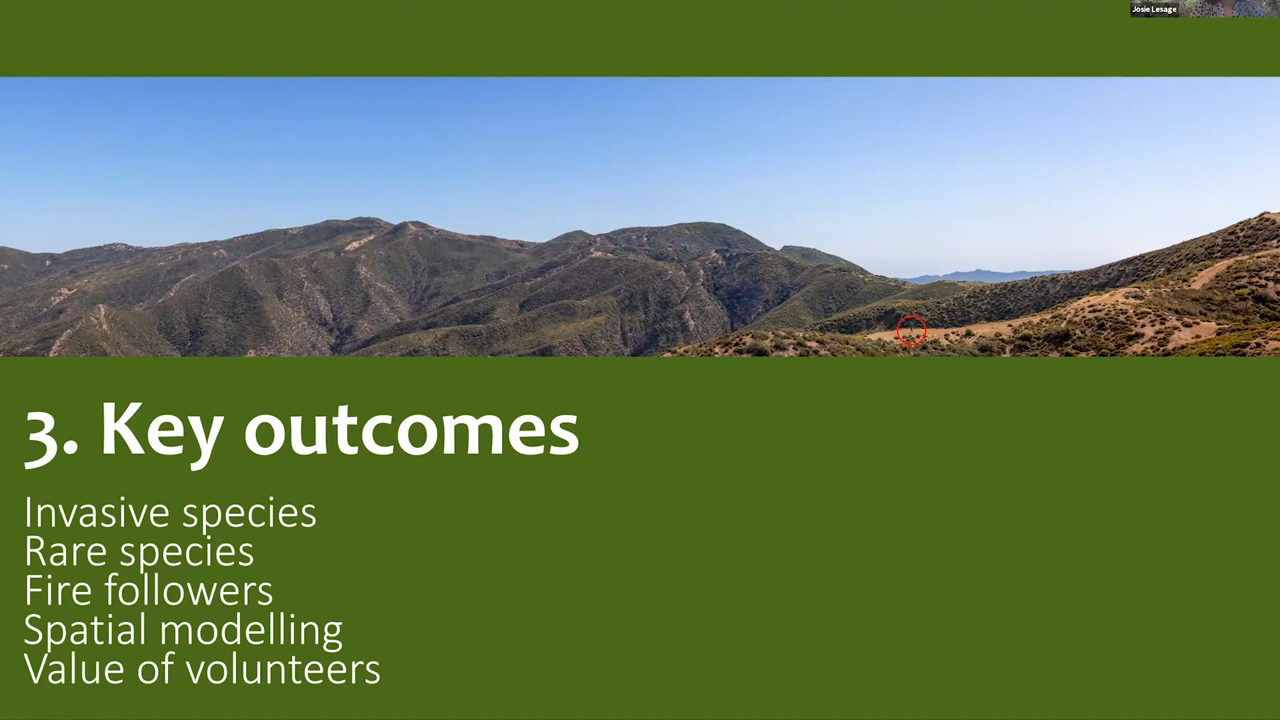 Josie Lesage
3. Key outcomes
Invasive species
Rare species
Fire followers
Spatial modelling
Value of volunteers